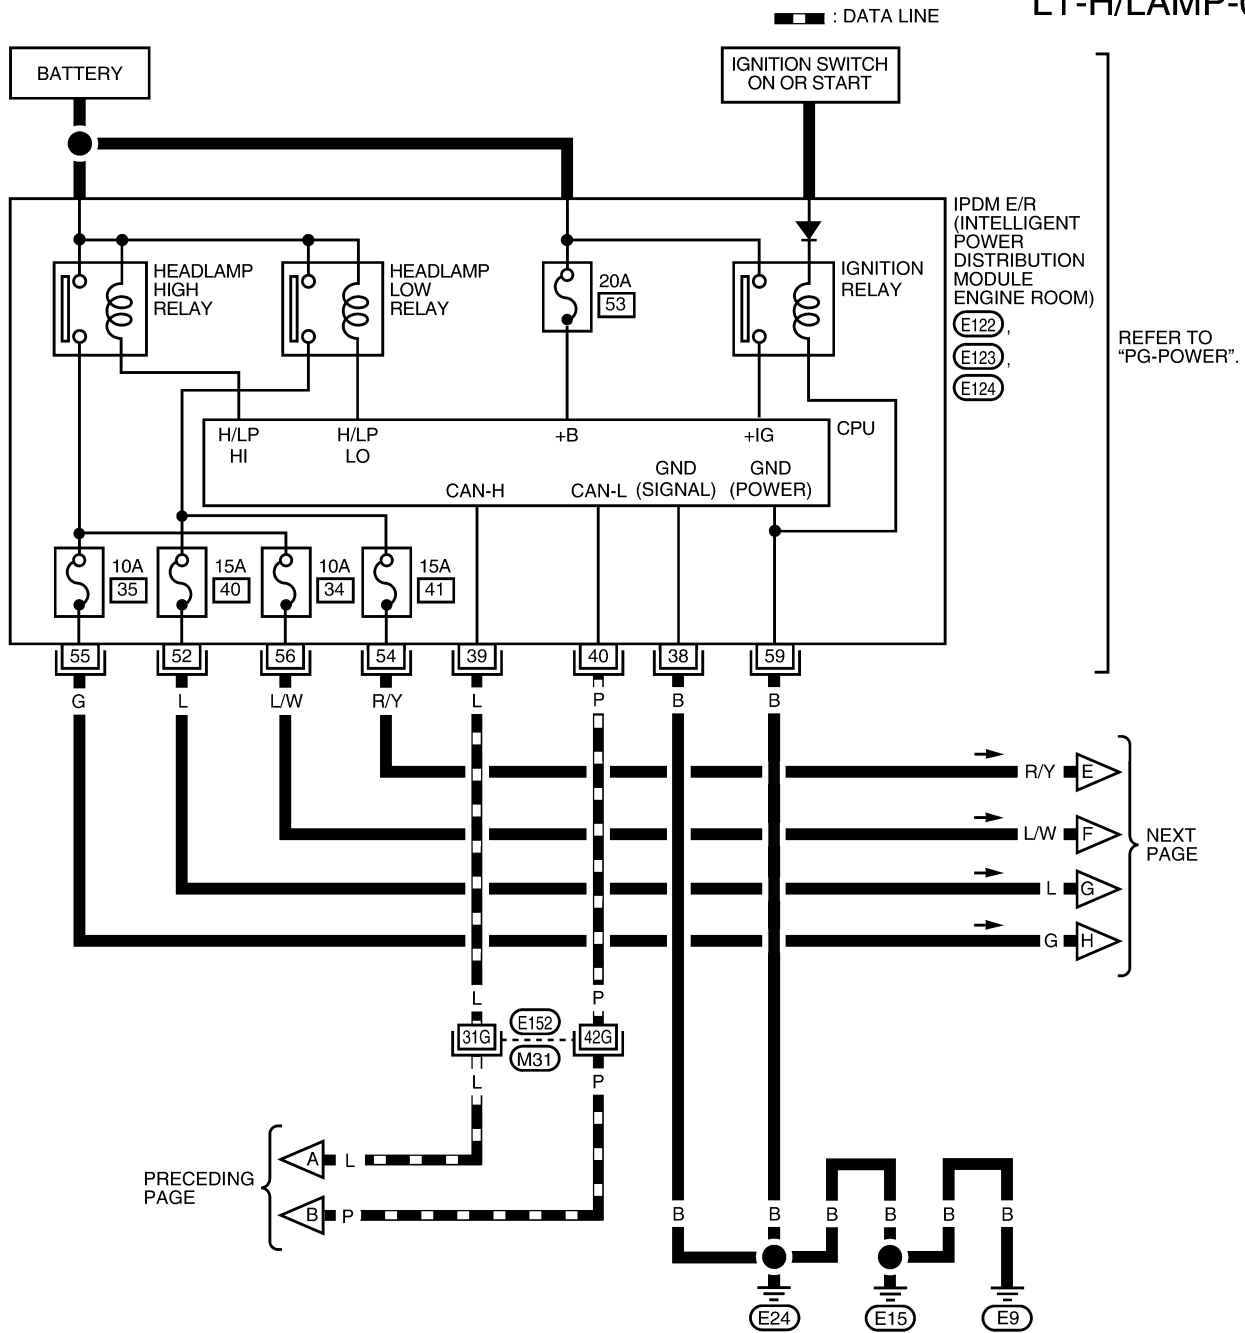 : DATA LINE
BATTERY
IGNITION SWITCH
ON OR START
IPDM E/R
(INTELLIGENT
POWER
DISTRIBUTION
MODULE
ENGINE ROOM)
E122 ,
E123 ,
E124
REFER TO
“PG-POWER”.
HEADLAMP
HIGH
RELAY
HEADLAMP
LOW
RELAY
20A
53
IGNITION
RELAY
CPU
H/LP
HI
H/LP
LO
+B
+IG
CAN-H
CAN-L
GND
(SIGNAL)
GND
(POWER)
10A
35
15A
40
10A
34
15A
41
55 52 56 54 39 40 38 59
G L L/W R/Y L P B B
R/Y E
L/W F
L G
G H
NEXT
PAGE
L P
31G E152 42G
M31
L P
PRECEDING
PAGE
A L
B P
B B B B B B
E24 E15 E9